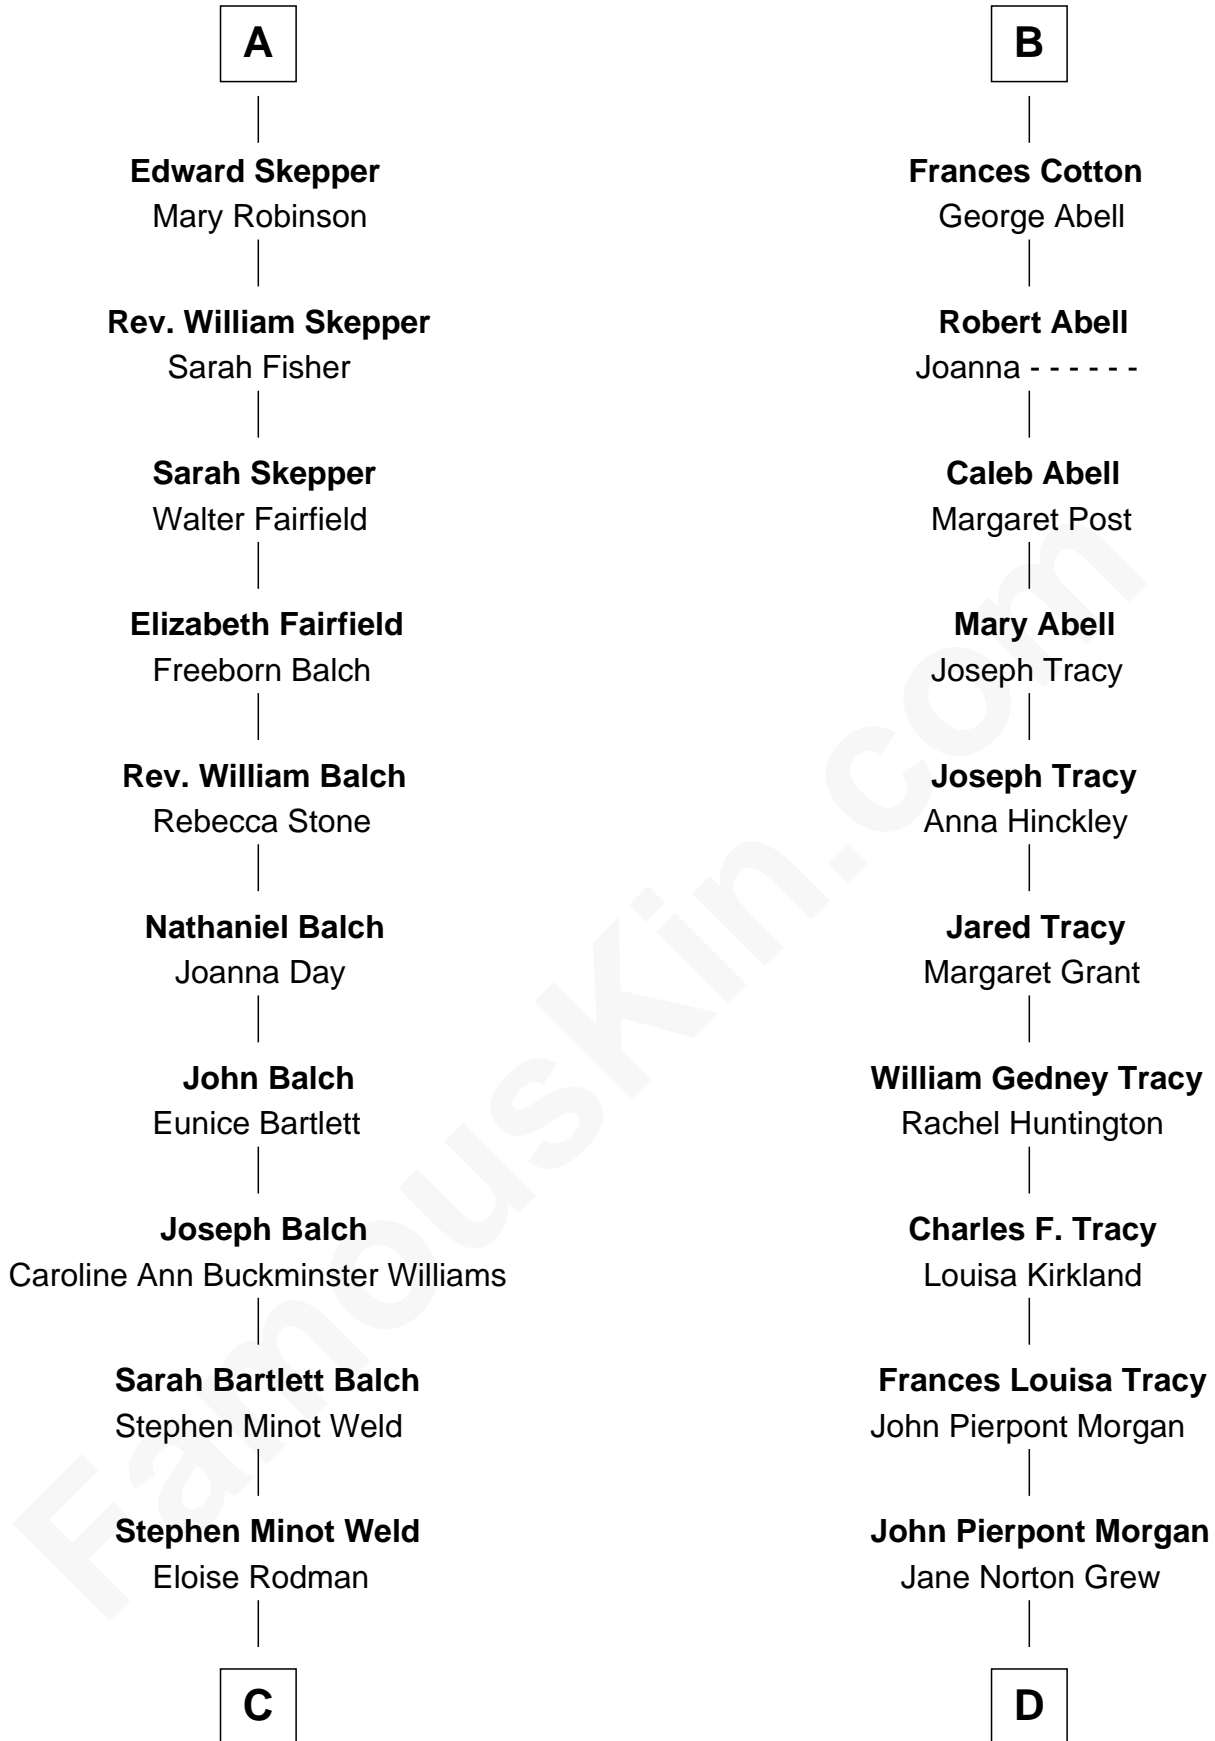 A
Edward Skepper
Mary Robinson
Rev. William Skepper
Sarah Fisher
Sarah Skepper
Walter Fairfield
Elizabeth Fairfield
Freeborn Balch
Rev. William Balch
Rebecca Stone
Nathaniel Balch
Joanna Day
John Balch
Eunice Bartlett
Joseph Balch
Caroline Ann Buckminster Williams
Sarah Bartlett Balch
Stephen Minot Weld
Stephen Minot Weld
Eloise Rodman
C
B
Frances Cotton
George Abell
Robert Abell
Joanna - - - - - -
Caleb Abell
Margaret Post
Mary Abell
Joseph Tracy
Joseph Tracy
Anna Hinckley
Jared Tracy
Margaret Grant
William Gedney Tracy
Rachel Huntington
Charles F. Tracy
Louisa Kirkland
Frances Louisa Tracy
John Pierpont Morgan
John Pierpont Morgan
Jane Norton Grew
D
FamousKin.com